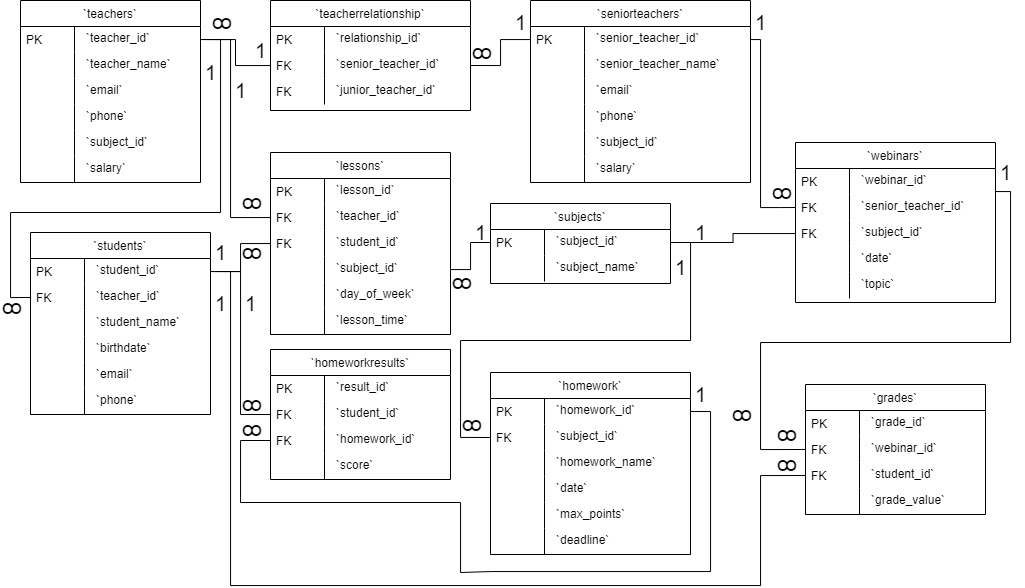 `teachers`
PK `teacher_id`
`teacher_name`
`email`
`phone`
`subject_id`
`salary`
`teacherrelationship`
PK `relationship_id`
FK `senior_teacher_id`
FK `junior_teacher_id`
`seniorteachers`
PK `senior_teacher_id`
`senior_teacher_name`
`email`
`phone`
`subject_id`
`salary`
`webinars`
PK `webinar_id`
FK `senior_teacher_id`
FK `subject_id`
`date`
`topic`
`lessons`
PK `lesson_id`
FK `teacher_id`
FK `student_id`
`subject_id`
`day_of_week`
`lesson_time`
`subjects`
PK `subject_id`
`subject_name`
`students`
PK `student_id`
FK `teacher_id`
`student_name`
`birthdate`
`email`
`phone`
`homeworkresults`
PK `result_id`
FK `student_id`
FK `homework_id`
`score`
`homework`
PK `homework_id`
FK `subject_id`
`homework_name`
`date`
`max_points`
`deadline`
`grades`
PK `grade_id`
FK `webinar_id`
FK `student_id`
`grade_value`
∞
1
1
1
1
∞
1
∞
∞
∞
1
∞
1
1
1
1
1
1
∞
∞
∞
∞
1
∞
∞
∞